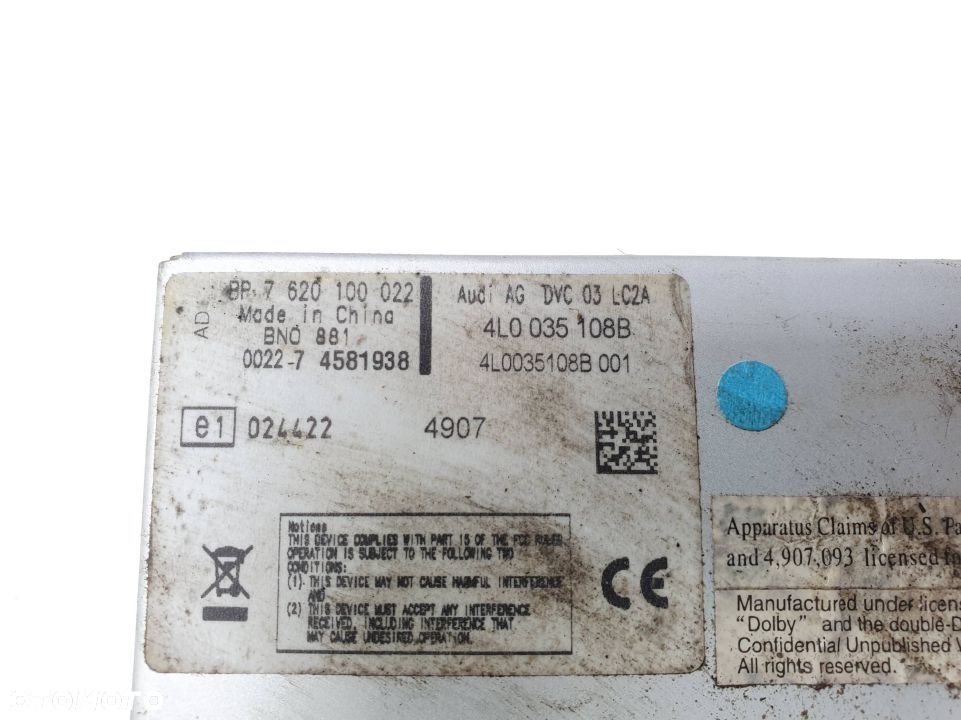 AD
BP 7 620 100 022
Made in China
BNO 881
0022-7 4581938
Audi AG DVC 03 LC2A
4L0 035 108B
4L0035108B 001
e1 024422
4907
Notices
THIS DEVICE COMPLIES WITH PART 15 OF THE FCC RULES
OPERATION IS SUBJECT TO THE FOLLOWING TWO
CONDITIONS:
(1) THIS DEVICE MAY NOT CAUSE HARMFUL INTERFERENCE
AND
(2) THIS DEVICE MUST ACCEPT ANY INTERFERENCE
RECEIVED, INCLUDING INTERFERENCE THAT
MAY CAUSE UNDESIRED OPERATION.
CE
Apparatus Claims of U.S. Pa
and 4,907,093 licensed
Manufactured under licens
"Dolby" and the double-D
Confidential Unpublished
All rights reserved.